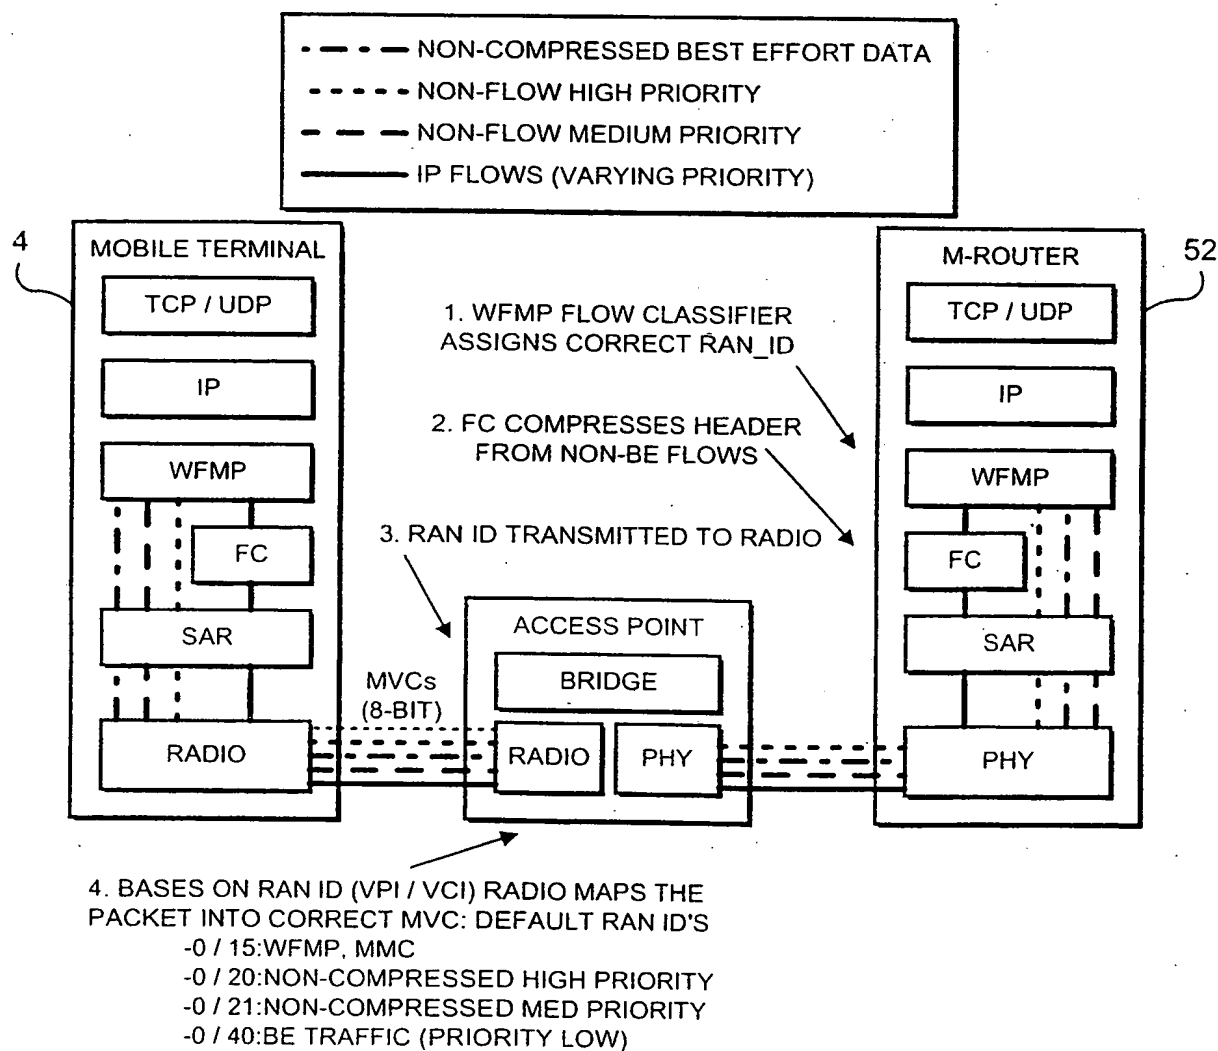 NON-COMPRESSED BEST EFFORT DATA
NON-FLOW HIGH PRIORITY
NON-FLOW MEDIUM PRIORITY
IP FLOWS (VARYING PRIORITY)
4
MOBILE TERMINAL
TCP / UDP
IP
WFMP
FC
SAR
RADIO
1. WFMP FLOW CLASSIFIER
ASSIGNS CORRECT RAN_ID
2. FC COMPRESSES HEADER
FROM NON-BE FLOWS
3. RAN ID TRANSMITTED TO RADIO
MVCs
(8-BIT)
ACCESS POINT
BRIDGE
RADIO
PHY
52
M-ROUTER
TCP / UDP
IP
WFMP
FC
SAR
PHY
4. BASES ON RAN ID (VPI / VCI) RADIO MAPS THE
PACKET INTO CORRECT MVC: DEFAULT RAN ID'S
-0 / 15:WFMP, MMC
-0 / 20:NON-COMPRESSED HIGH PRIORITY
-0 / 21:NON-COMPRESSED MED PRIORITY
-0 / 40:BE TRAFFIC (PRIORITY LOW)